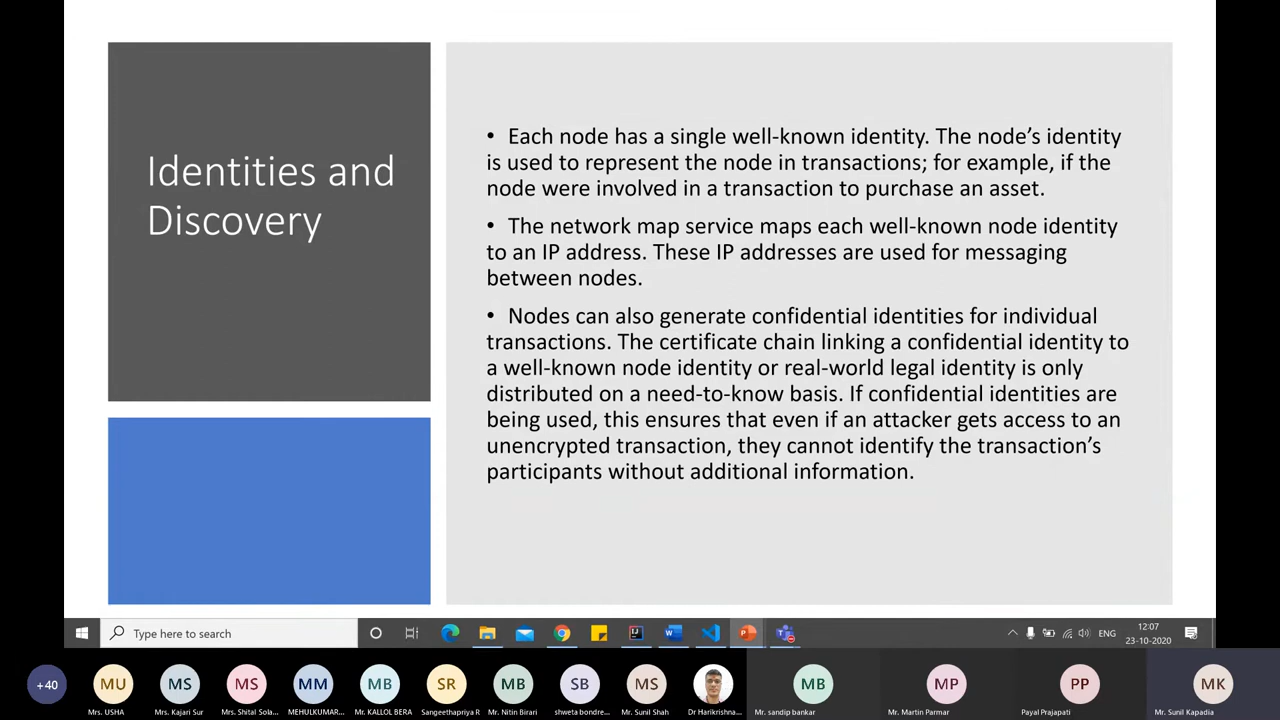 Identities and
Discovery
• Each node has a single well-known identity. The node’s identity
is used to represent the node in transactions; for example, if the
node were involved in a transaction to purchase an asset.
• The network map service maps each well-known node identity
to an IP address. These IP addresses are used for messaging
between nodes.
• Nodes can also generate confidential identities for individual
transactions. The certificate chain linking a confidential identity to
a well-known node identity or real-world legal identity is only
distributed on a need-to-know basis. If confidential identities are
being used, this ensures that even if an attacker gets access to an
unencrypted transaction, they cannot identify the transaction’s
participants without additional information.
Type here to search
ENG
12:07
23-10-2020
+40
MU
MS
MS
MM
MB
SR
MB
SB
MS
MB
MP
PP
MK
Mrs. USHA
Mrs. Kajari Sur
Mrs. Shital Sola...
MEHULKUMAR...
Mr. KALLOL BERA
Sangeethapriya R
Mr. Nitin Birari
shweta bondre...
Mr. Sunil Shah
Dr Harikrishna...
Mr. sandip bankar
Mr. Martin Parmar
Payal Prajapati
Mr. Sunil Kapadia